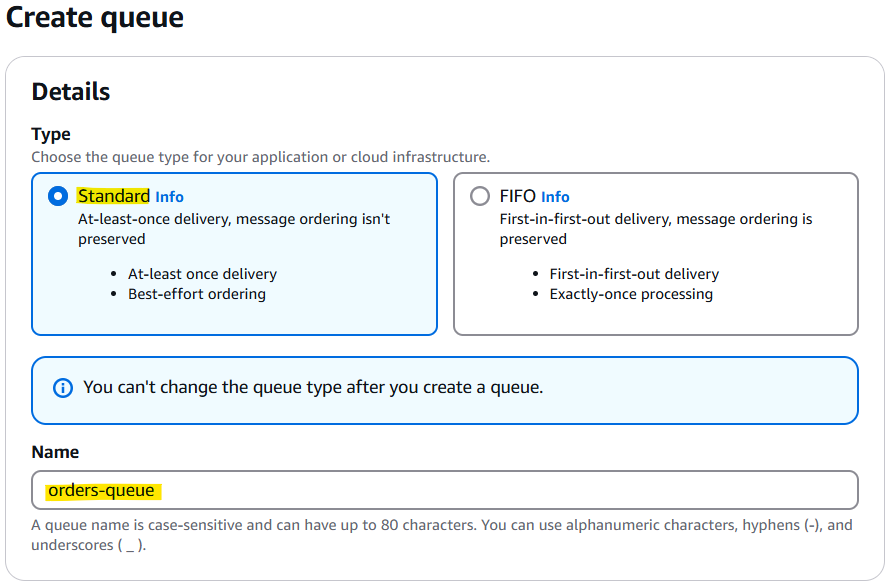 Create queue
Details
Type
Choose the queue type for your application or cloud infrastructure.
Standard Info
At-least-once delivery, message ordering isn't
preserved
• At-least once delivery
• Best-effort ordering
FIFO Info
First-in-first-out delivery, message ordering is
preserved
• First-in-first-out delivery
• Exactly-once processing
You can't change the queue type after you create a queue.
Name
orders-queue
A queue name is case-sensitive and can have up to 80 characters. You can use alphanumeric characters, hyphens (-), and
underscores ( _ ).